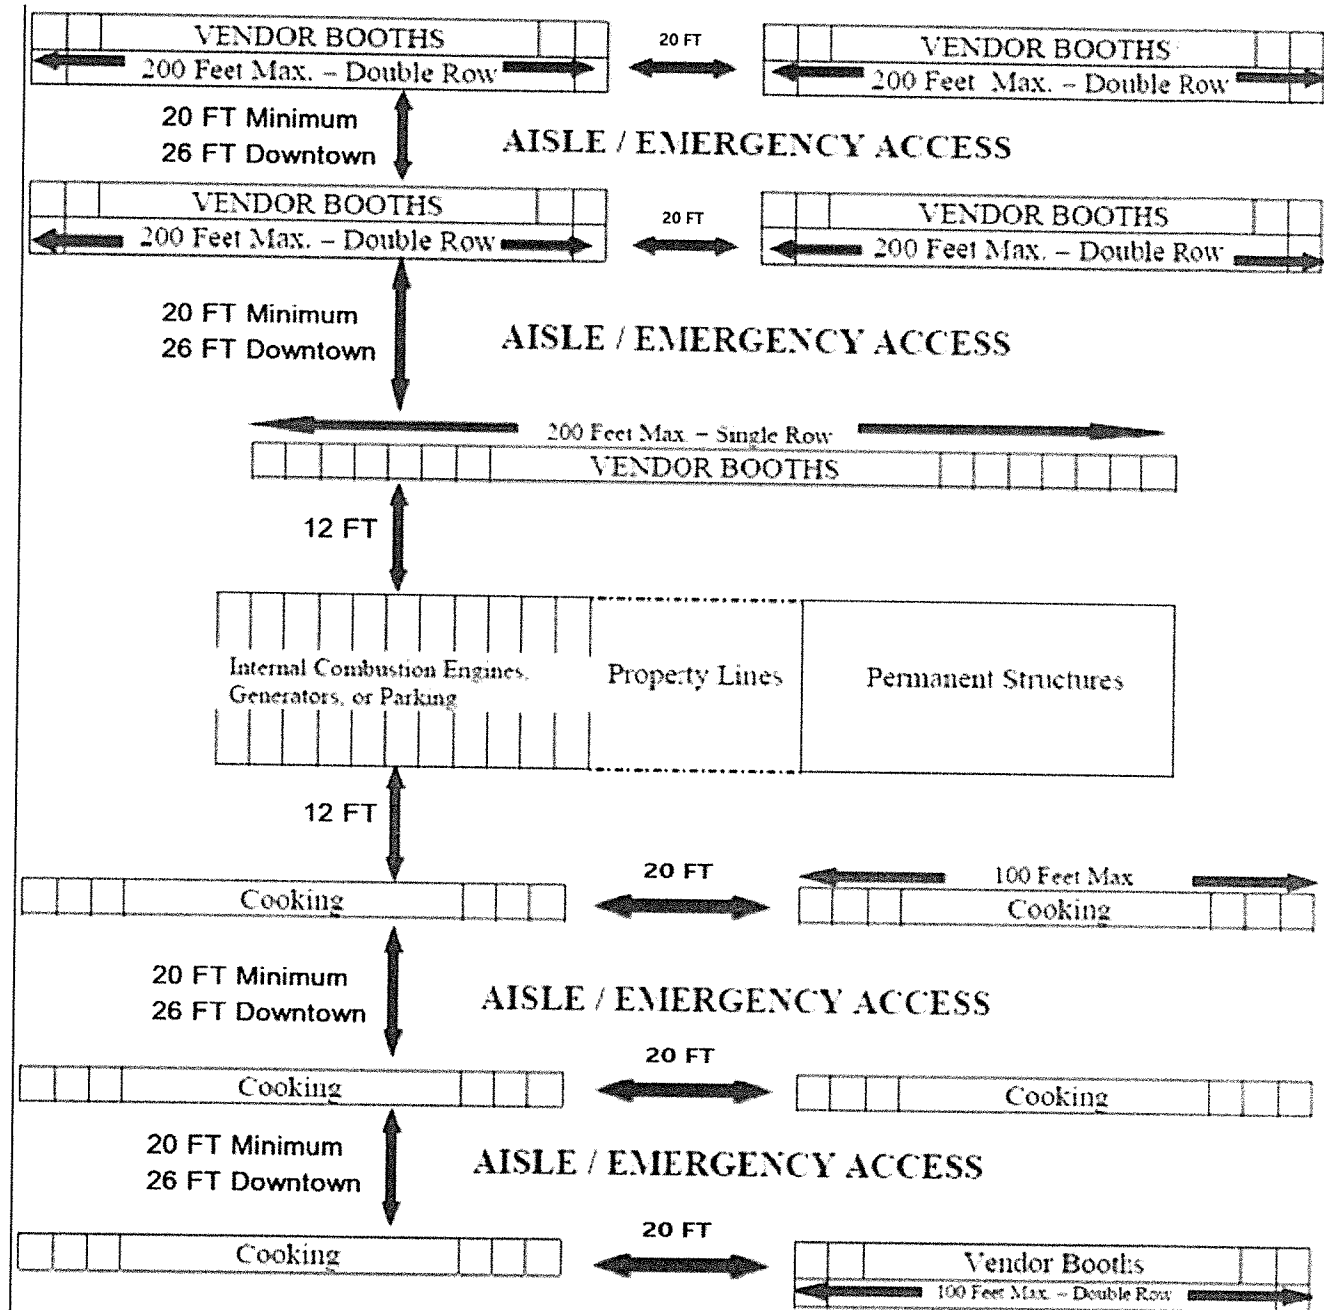 VENDOR BOOTHS
200 Feet Max. – Double Row
20 FT
VENDOR BOOTHS
200 Feet Max. – Double Row
20 FT Minimum
26 FT Downtown
AISLE / EMERGENCY ACCESS
VENDOR BOOTHS
200 Feet Max. – Double Row
20 FT
VENDOR BOOTHS
200 Feet Max. – Double Row
20 FT Minimum
26 FT Downtown
AISLE / EMERGENCY ACCESS
200 Feet Max. – Single Row
VENDOR BOOTHS
12 FT
Internal Combustion Engines,
Generators, or Parking
Property Lines
Permanent Structures
12 FT
Cooking
20 FT
100 Feet Max
Cooking
20 FT Minimum
26 FT Downtown
AISLE / EMERGENCY ACCESS
Cooking
20 FT
Cooking
20 FT Minimum
26 FT Downtown
AISLE / EMERGENCY ACCESS
Cooking
20 FT
Vendor Booths
100 Feet Max. – Double Row